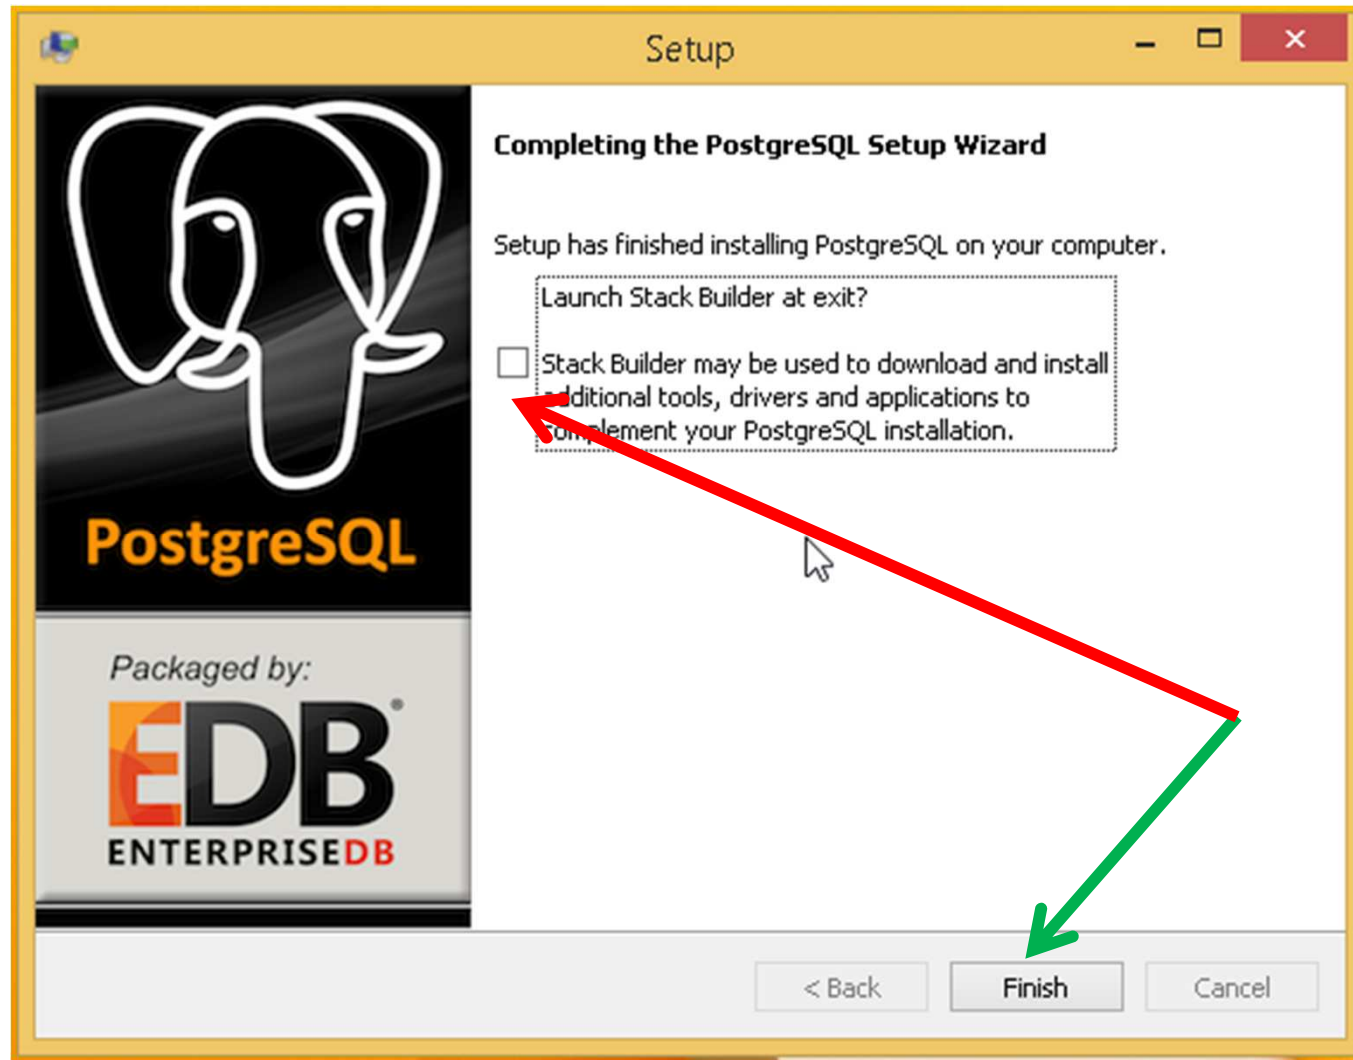 Setup
Completing the PostgreSQL Setup Wizard
Setup has finished installing PostgreSQL on your computer.
Launch Stack Builder at exit?
Stack Builder may be used to download and install
additional tools, drivers and applications to
complement your PostgreSQL installation.
PostgreSQL
Packaged by:
EDB®
ENTERPRISEDB
< Back
Finish
Cancel